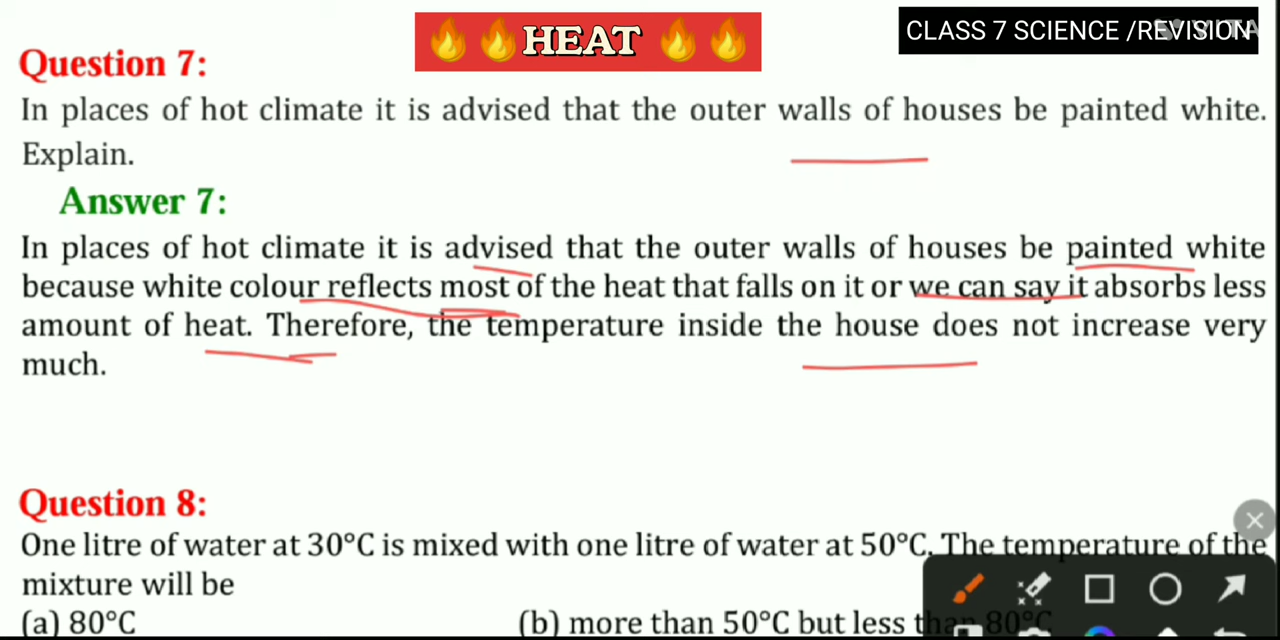 HEAT
CLASS 7 SCIENCE /REVISION
Question 7:
In places of hot climate it is advised that the outer walls of houses be painted white.
Explain.
Answer 7:
In places of hot climate it is advised that the outer walls of houses be painted white
because white colour reflects most of the heat that falls on it or we can say it absorbs less
amount of heat. Therefore, the temperature inside the house does not increase very
much.
Question 8:
One litre of water at 30°C is mixed with one litre of water at 50°C. The temperature of the
mixture will be
(a) 80°C
(b) more than 50°C but less than 80°C